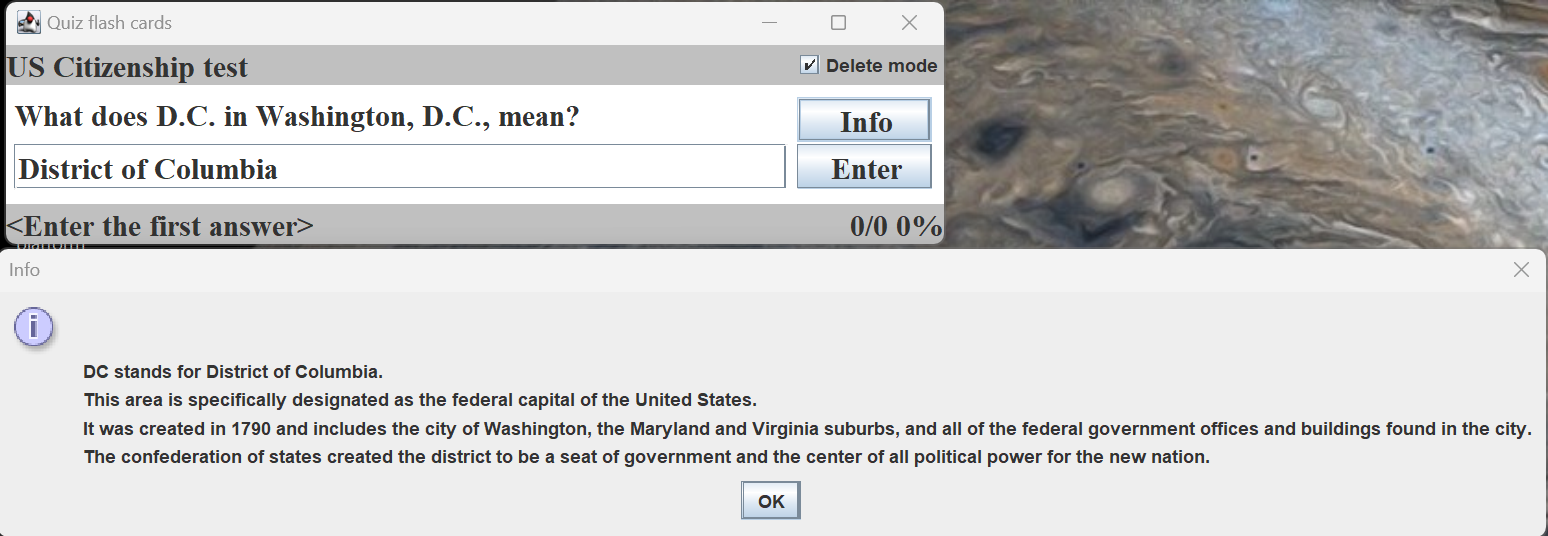 Quiz flash cards
US Citizenship test
Delete mode
What does D.C. in Washington, D.C., mean?
Info
District of Columbia
Enter
<Enter the first answer>
0/0 0%
platform
Info
i
DC stands for District of Columbia.
This area is specifically designated as the federal capital of the United States.
It was created in 1790 and includes the city of Washington, the Maryland and Virginia suburbs, and all of the federal government offices and buildings found in the city.
The confederation of states created the district to be a seat of government and the center of all political power for the new nation.
OK